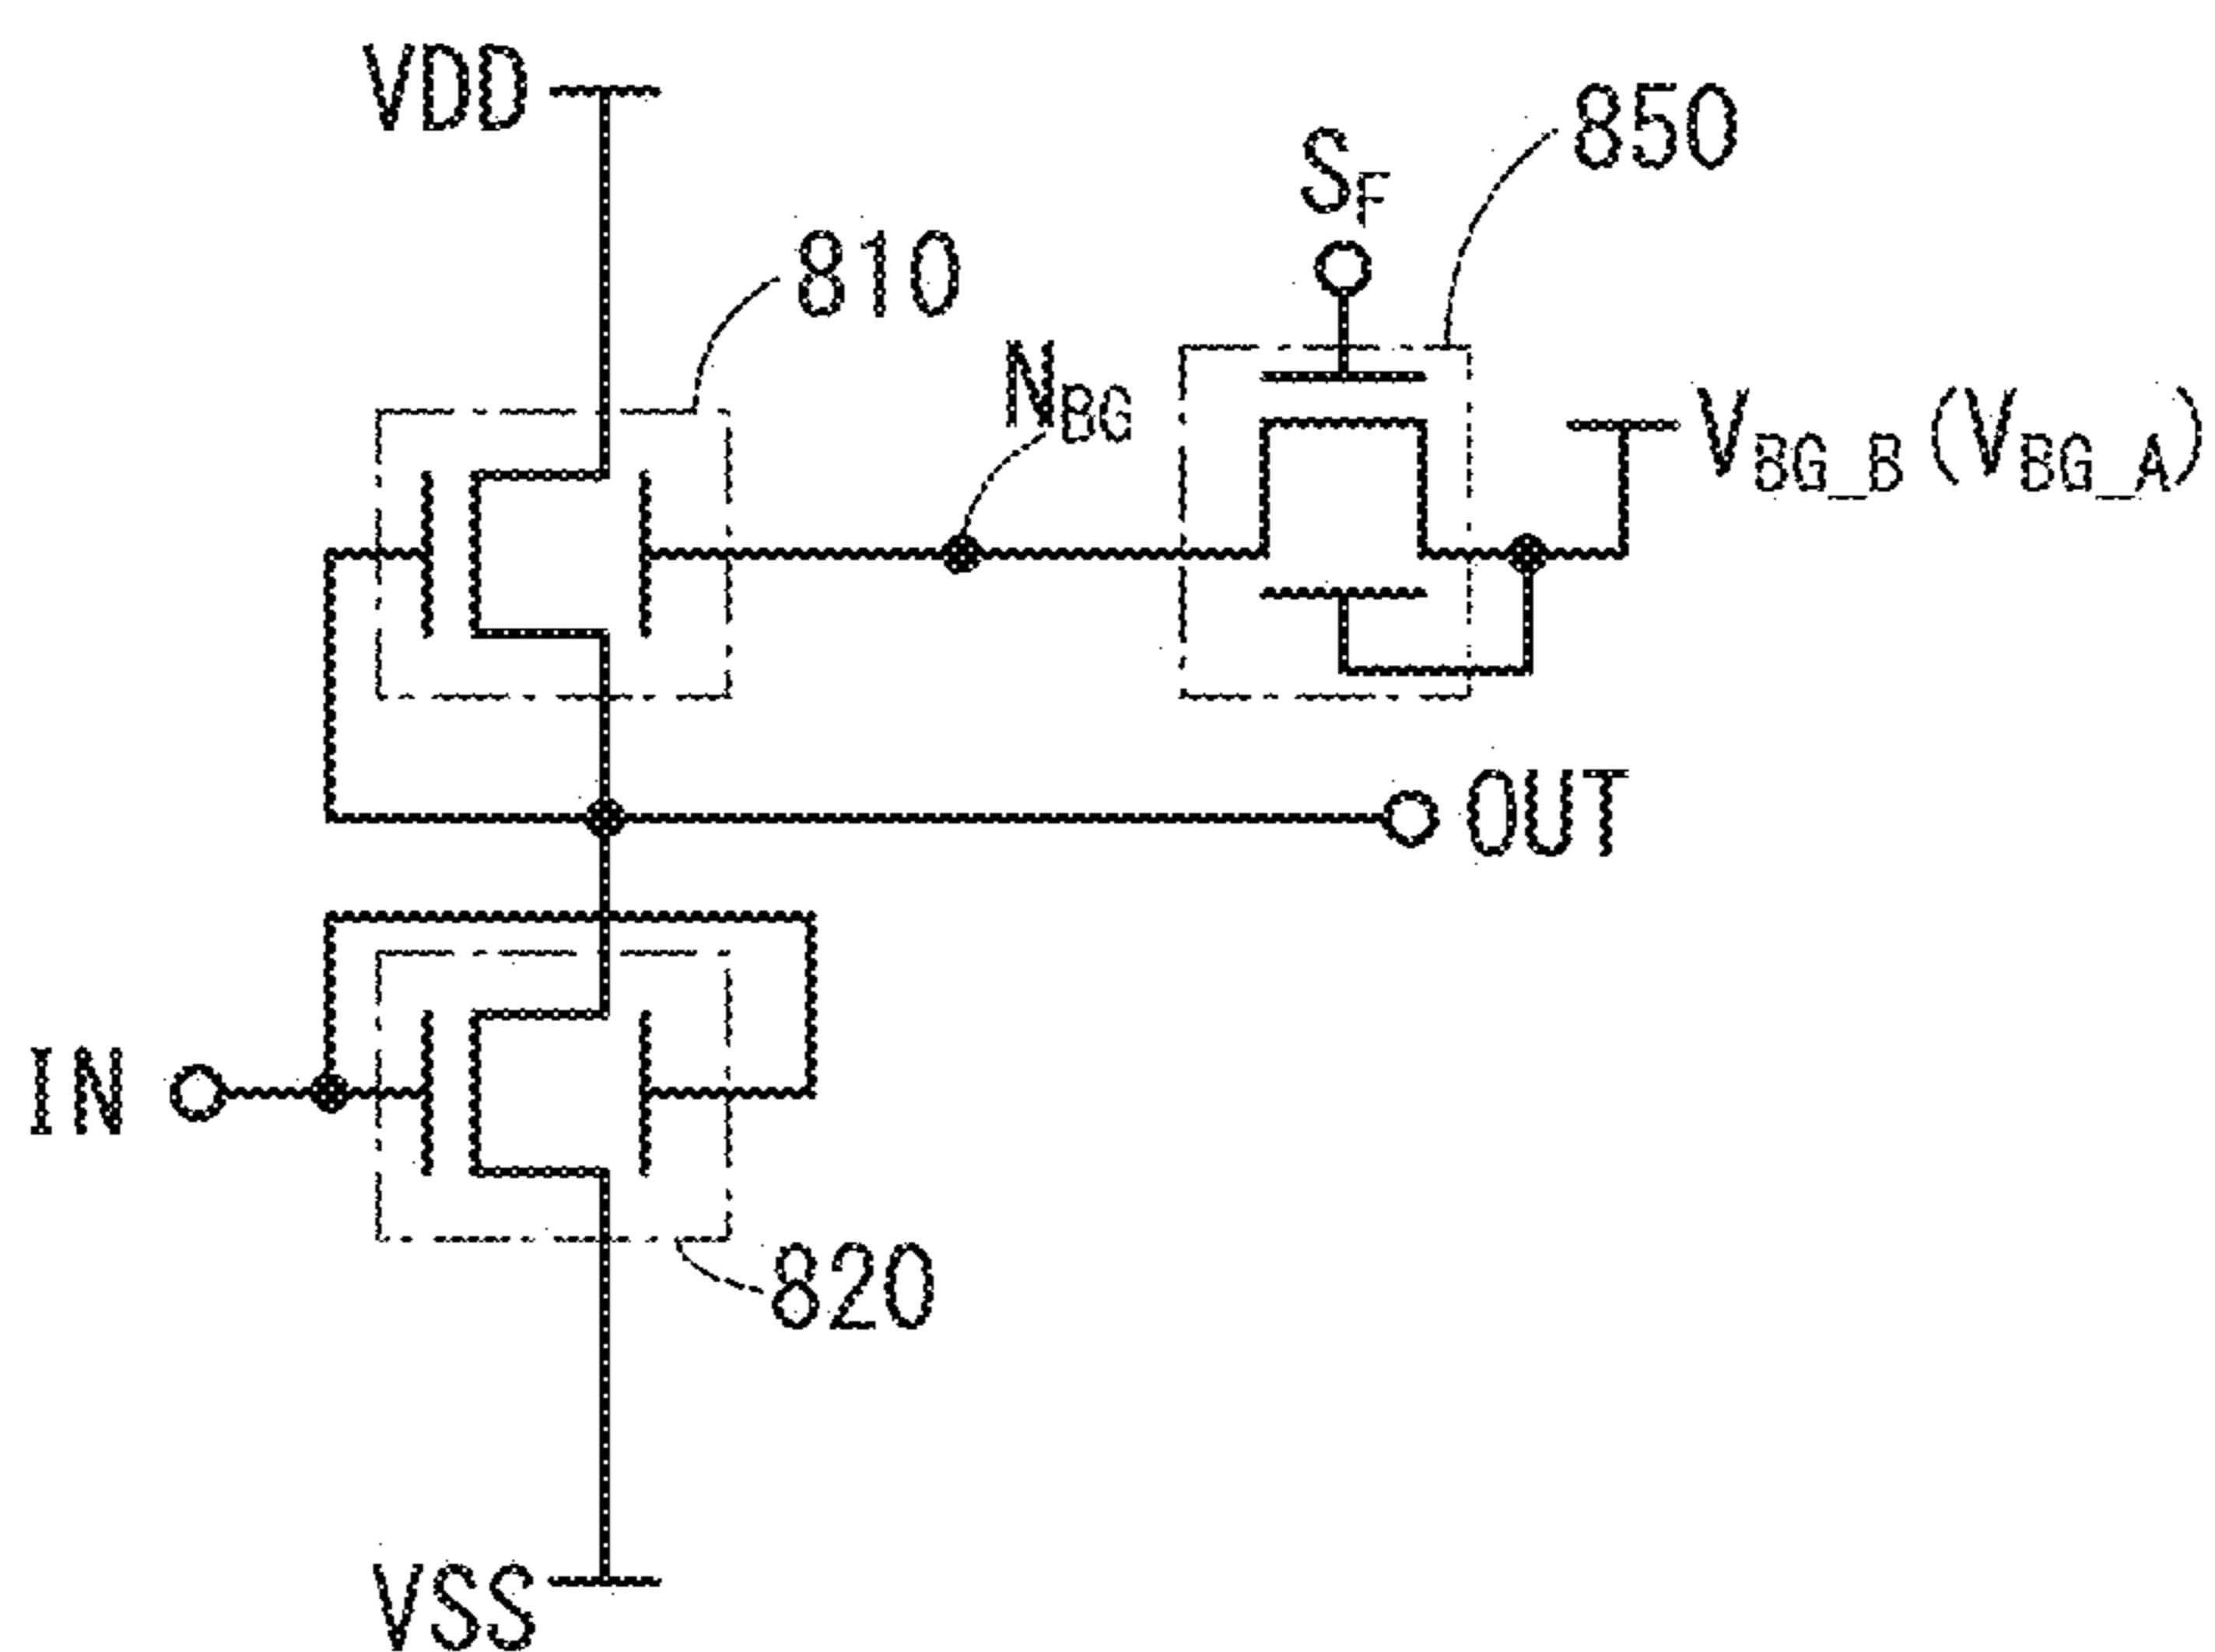 VDD
850
S_F
810
N_BG
V_BG_B (V_BG_A)
OUT
IN
820
VSS